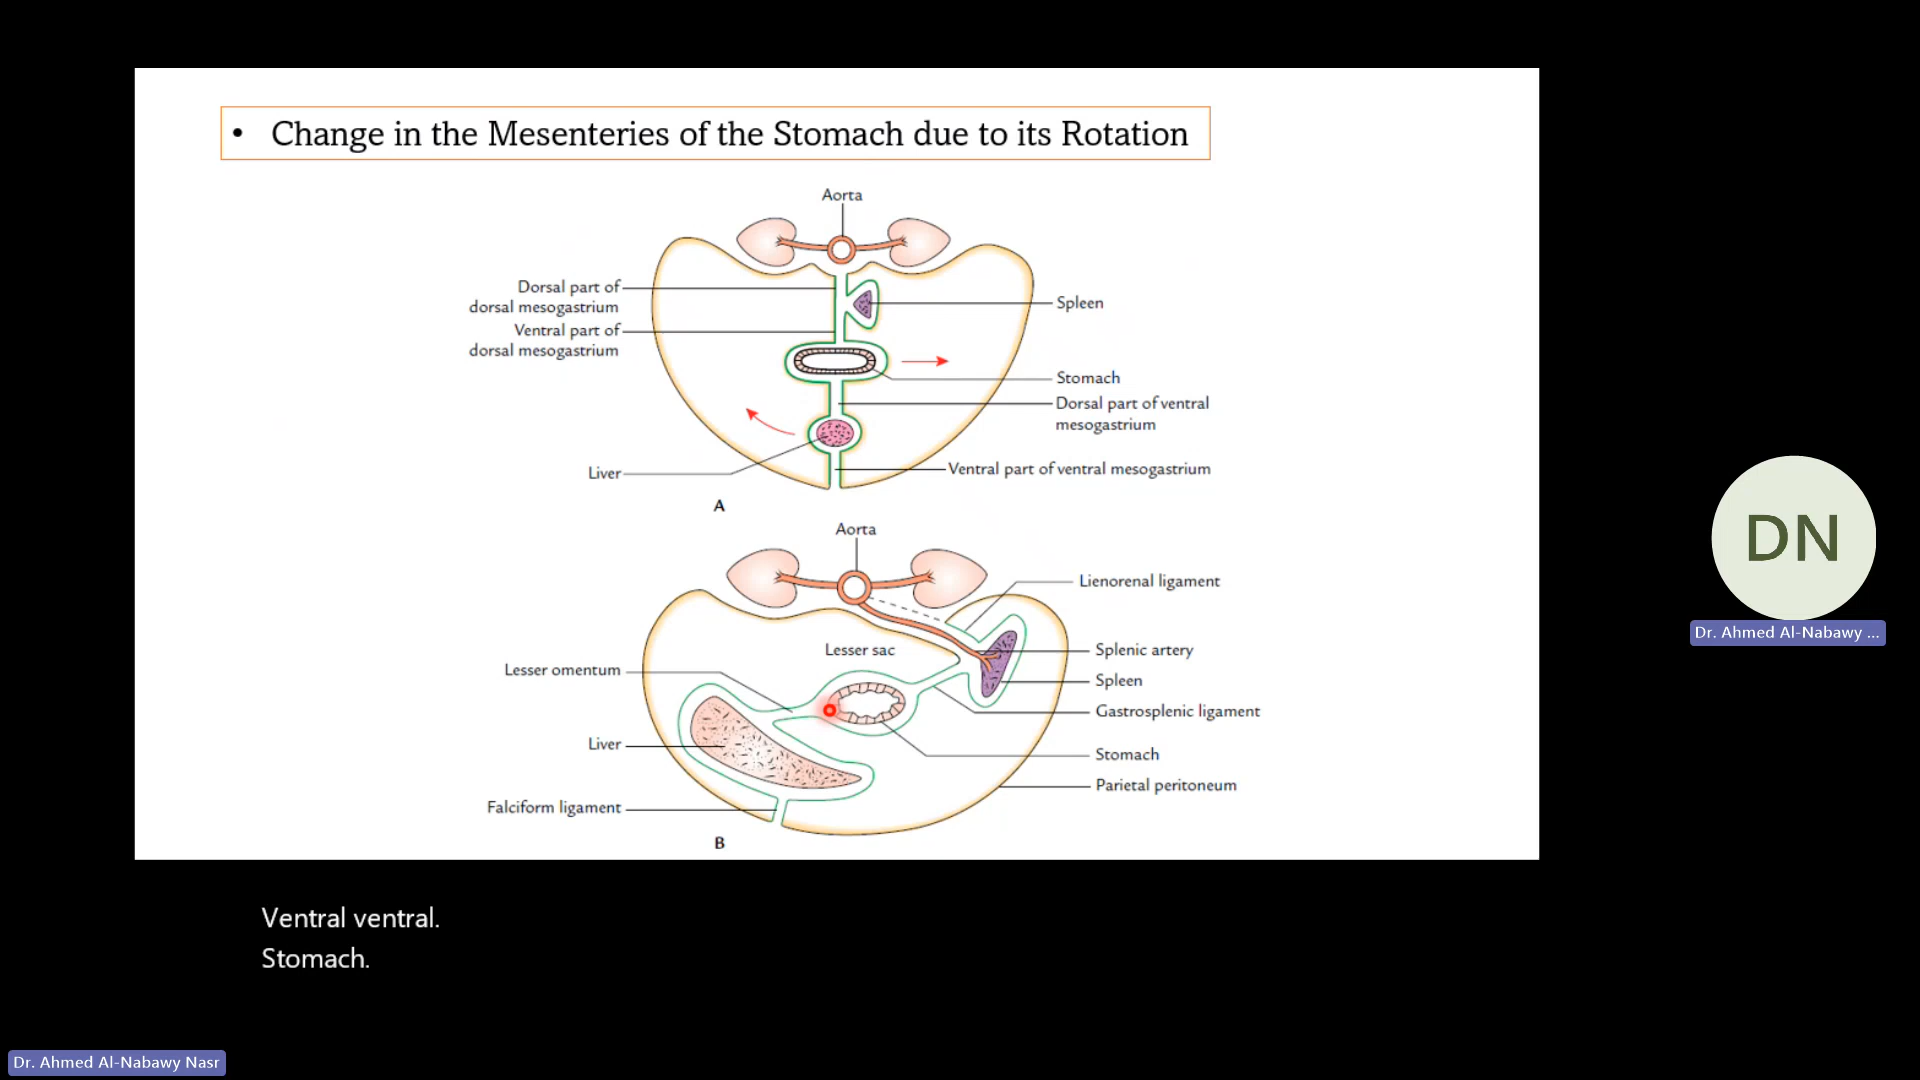 • Change in the Mesenteries of the Stomach due to its Rotation
Aorta
Dorsal part of
dorsal mesogastrium
Ventral part of
dorsal mesogastrium
Spleen
Stomach
Dorsal part of ventral
mesogastrium
Liver
Ventral part of ventral mesogastrium
A
Aorta
Lienorenal ligament
Lesser sac
Splenic artery
Lesser omentum
Spleen
Gastrosplenic ligament
Liver
Stomach
Parietal peritoneum
Falciform ligament
B
DN
Dr. Ahmed Al-Nabawy ...
Ventral ventral.
Stomach.
Dr. Ahmed Al-Nabawy Nasr